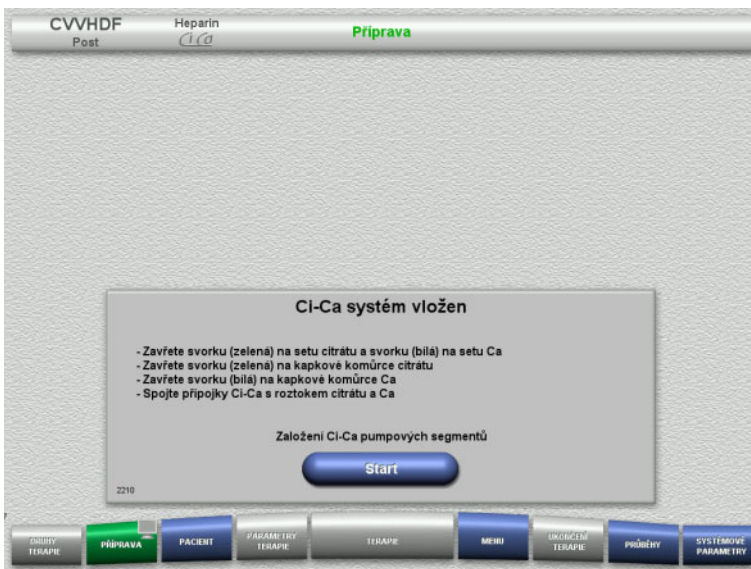 CVVHDF
Post
Heparin
Ci Ca
Příprava
Ci-Ca systém vložen
- Zavřete svorku (zelená) na setu citrátu a svorku (bílá) na setu Ca
- Zavřete svorku (zelená) na kapkové komůrce citrátu
- Zavřete svorku (bílá) na kapkové komůrce Ca
- Spojte přípojky Ci-Ca s roztokem citrátu a Ca
Založení Ci-Ca pumpových segmentů
Start
2210
DRUHY
TERAPIE
PŘÍPRAVA
PACIENT
PARAMETRY
TERAPIE
TERAPIE
MENU
UKONČENÍ
TERAPIE
PRŮBĚHY
SYSTÉMOVÉ
PARAMETRY